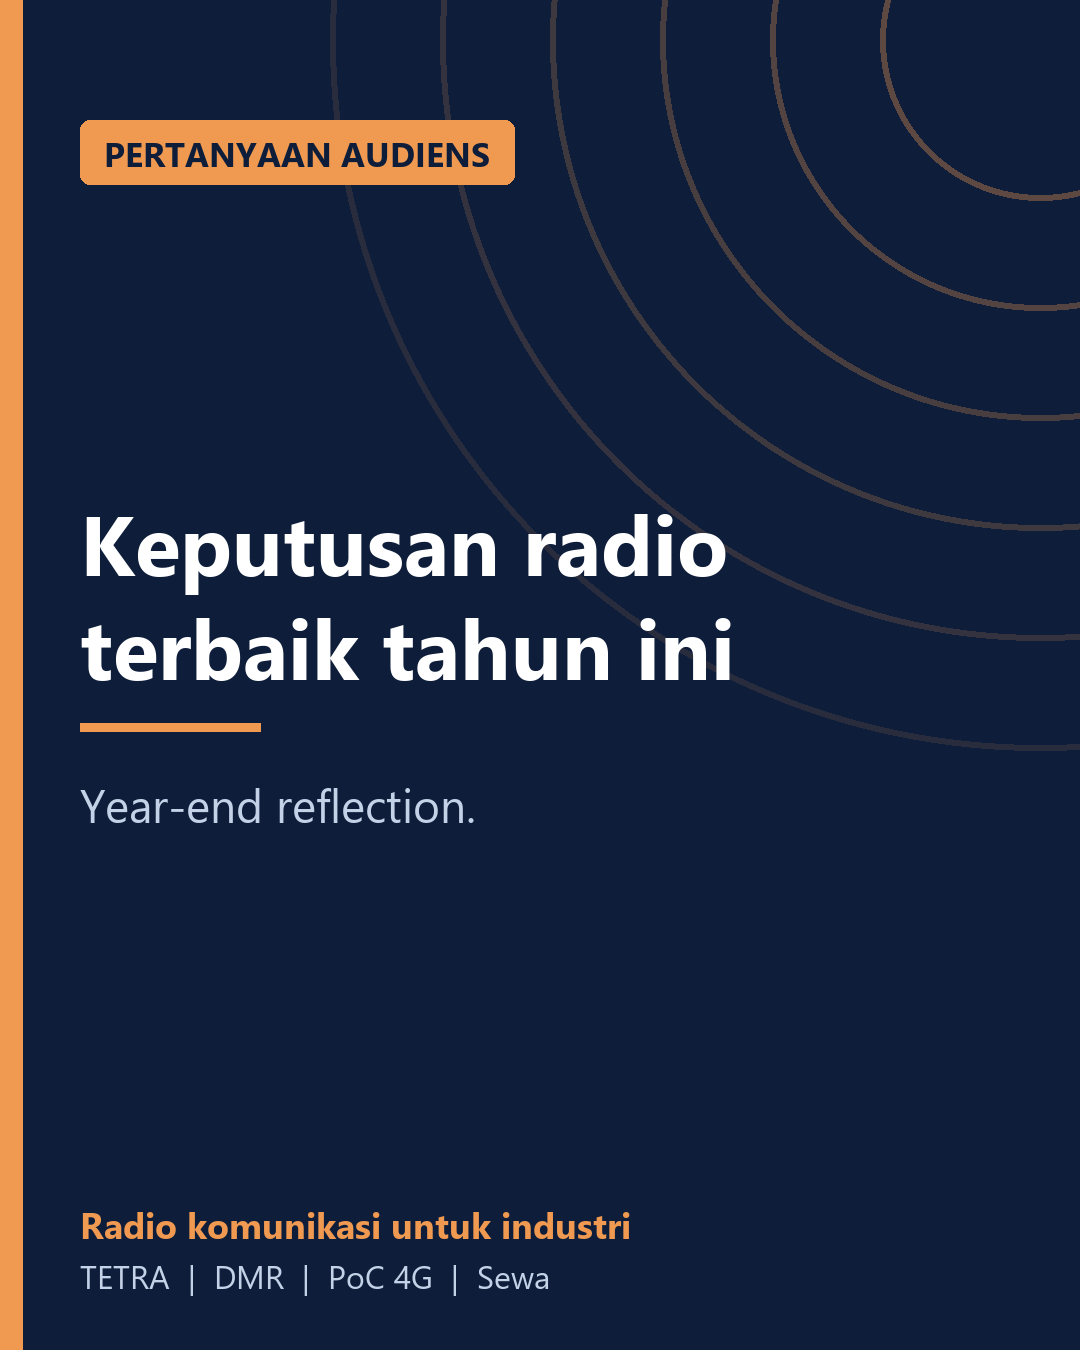 PERTANYAAN AUDIENS
Keputusan radio
terbaik tahun ini
Year-end reflection.
Radio komunikasi untuk industri
TETRA | DMR | PoC 4G | Sewa